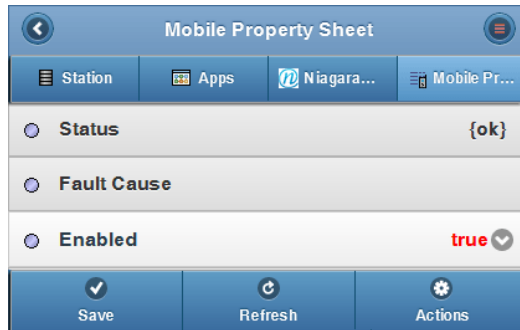 Mobile Property Sheet
Station Apps Niagara... Mobile Pr...
Status {ok}
Fault Cause
Enabled true
Save Refresh Actions